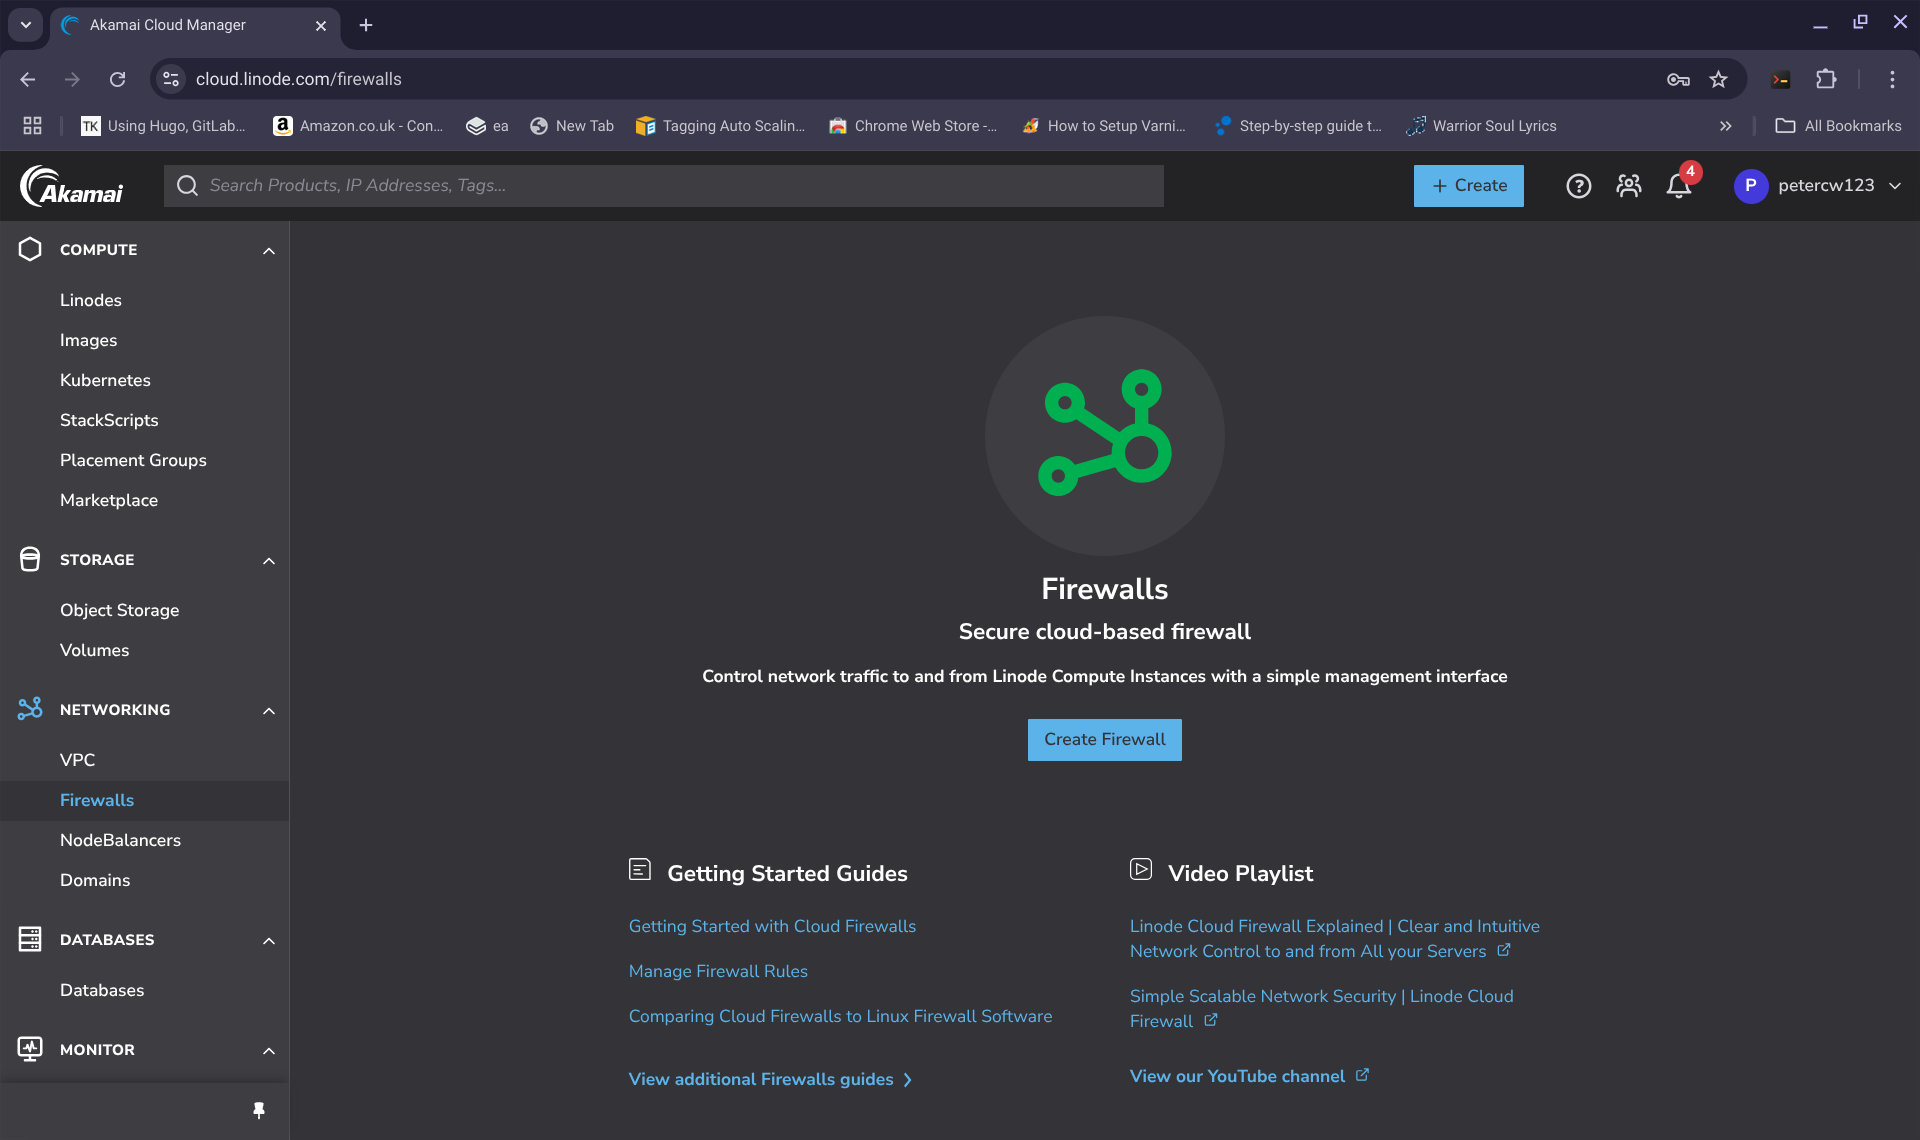 Akamai Cloud Manager
cloud.linode.com/firewalls
TK Using Hugo, GitLab...
a Amazon.co.uk - Con...
ea
New Tab
Tagging Auto Scalin...
Chrome Web Store -...
How to Setup Varni...
Step-by-step guide t...
Warrior Soul Lyrics
All Bookmarks
Akamai
Search Products, IP Addresses, Tags...
+ Create
?
4
P petercw123
COMPUTE
Linodes
Images
Kubernetes
StackScripts
Placement Groups
Marketplace
STORAGE
Object Storage
Volumes
NETWORKING
VPC
Firewalls
NodeBalancers
Domains
DATABASES
Databases
MONITOR
Firewalls
Secure cloud-based firewall
Control network traffic to and from Linode Compute Instances with a simple management interface
Create Firewall
Getting Started Guides
Getting Started with Cloud Firewalls
Manage Firewall Rules
Comparing Cloud Firewalls to Linux Firewall Software
View additional Firewalls guides
Video Playlist
Linode Cloud Firewall Explained | Clear and Intuitive
Network Control to and from All your Servers
Simple Scalable Network Security | Linode Cloud
Firewall
View our YouTube channel